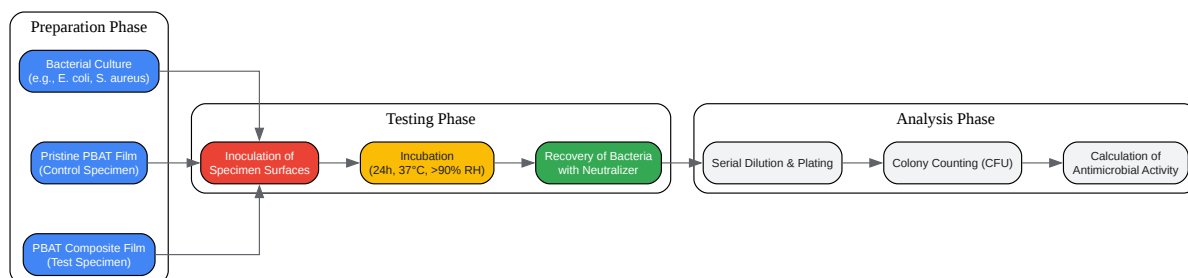 Preparation Phase
Bacterial Culture
(e.g., E. coli, S. aureus)
Pristine PBAT Film
(Control Specimen)
PBAT Composite Film
(Test Specimen)
Testing Phase
Inoculation of
Specimen Surfaces
Incubation
(24h, 37°C, >90% RH)
Recovery of Bacteria
with Neutralizer
Analysis Phase
Serial Dilution & Plating
Colony Counting (CFU)
Calculation of
Antimicrobial Activity